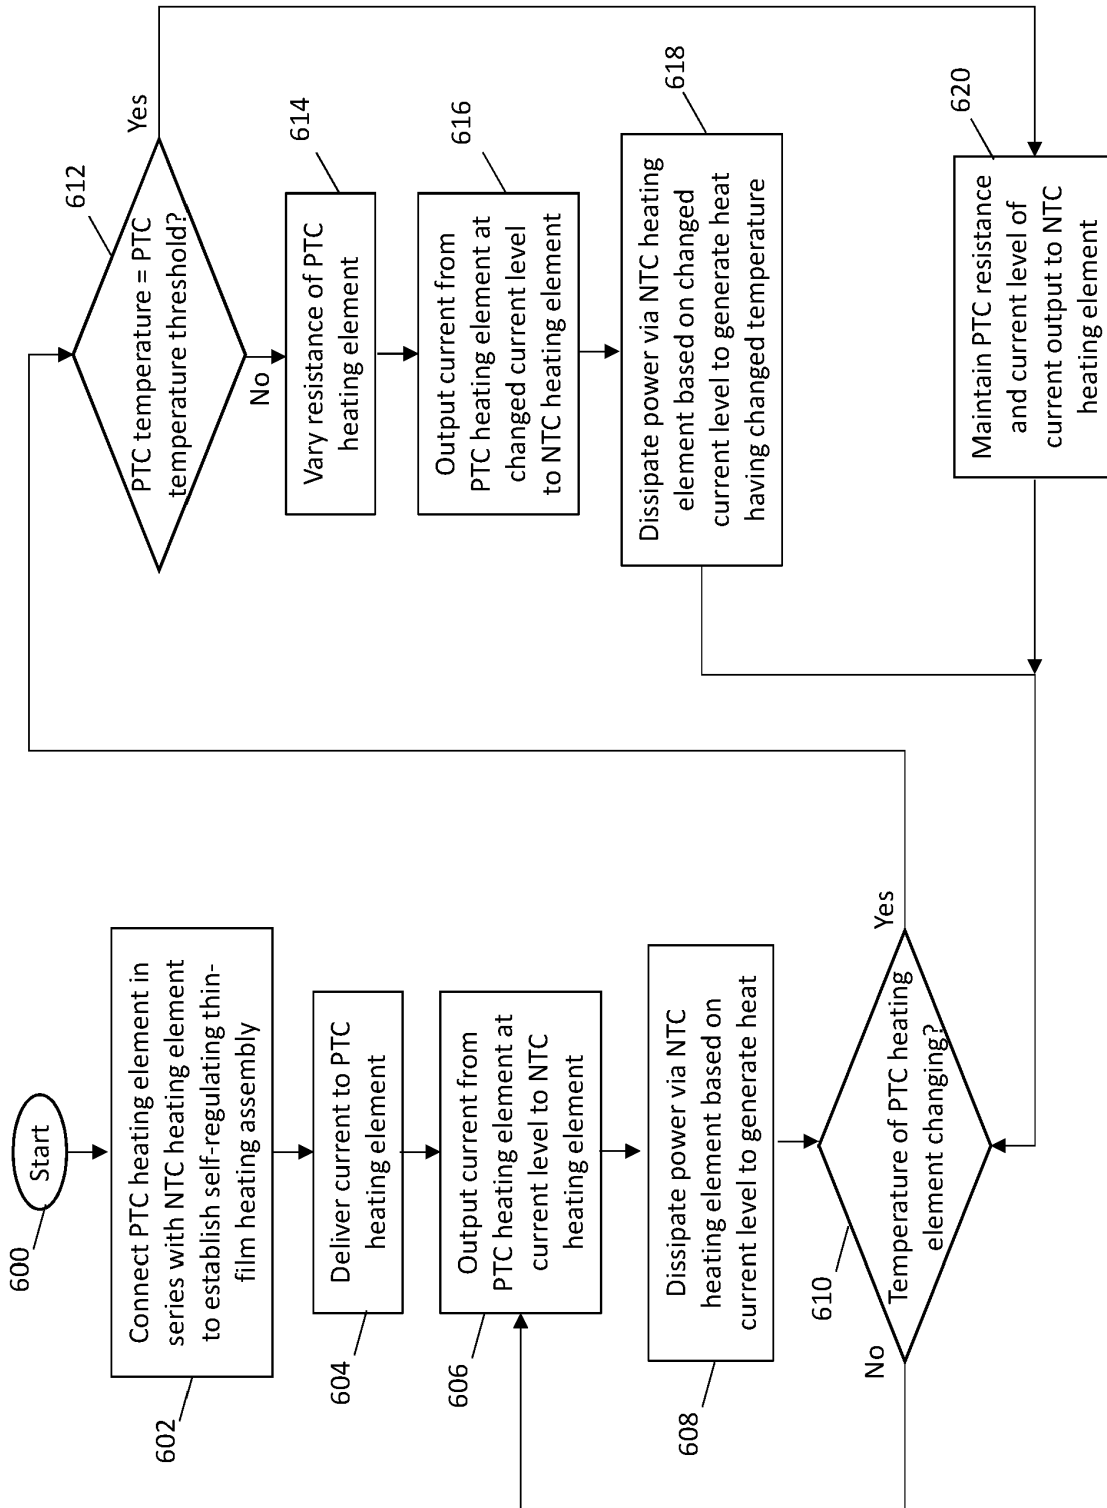 Start
600
Connect PTC heating element in
series with NTC heating element
to establish self-regulating thin-
film heating assembly
602
Deliver current to PTC
heating element
604
Output current from
PTC heating element at
current level to NTC
heating element
606
Dissipate power via NTC
heating element based on
current level to generate heat
608
Temperature of PTC heating
element changing?
610
No
Yes
PTC temperature = PTC
temperature threshold?
612
Yes
No
Vary resistance of PTC
heating element
614
Output current from
PTC heating element at
changed current level
to NTC heating element
616
Dissipate power via NTC heating
element based on changed
current level to generate heat
having changed temperature
618
Maintain PTC resistance
and current level of
current output to NTC
heating element
620